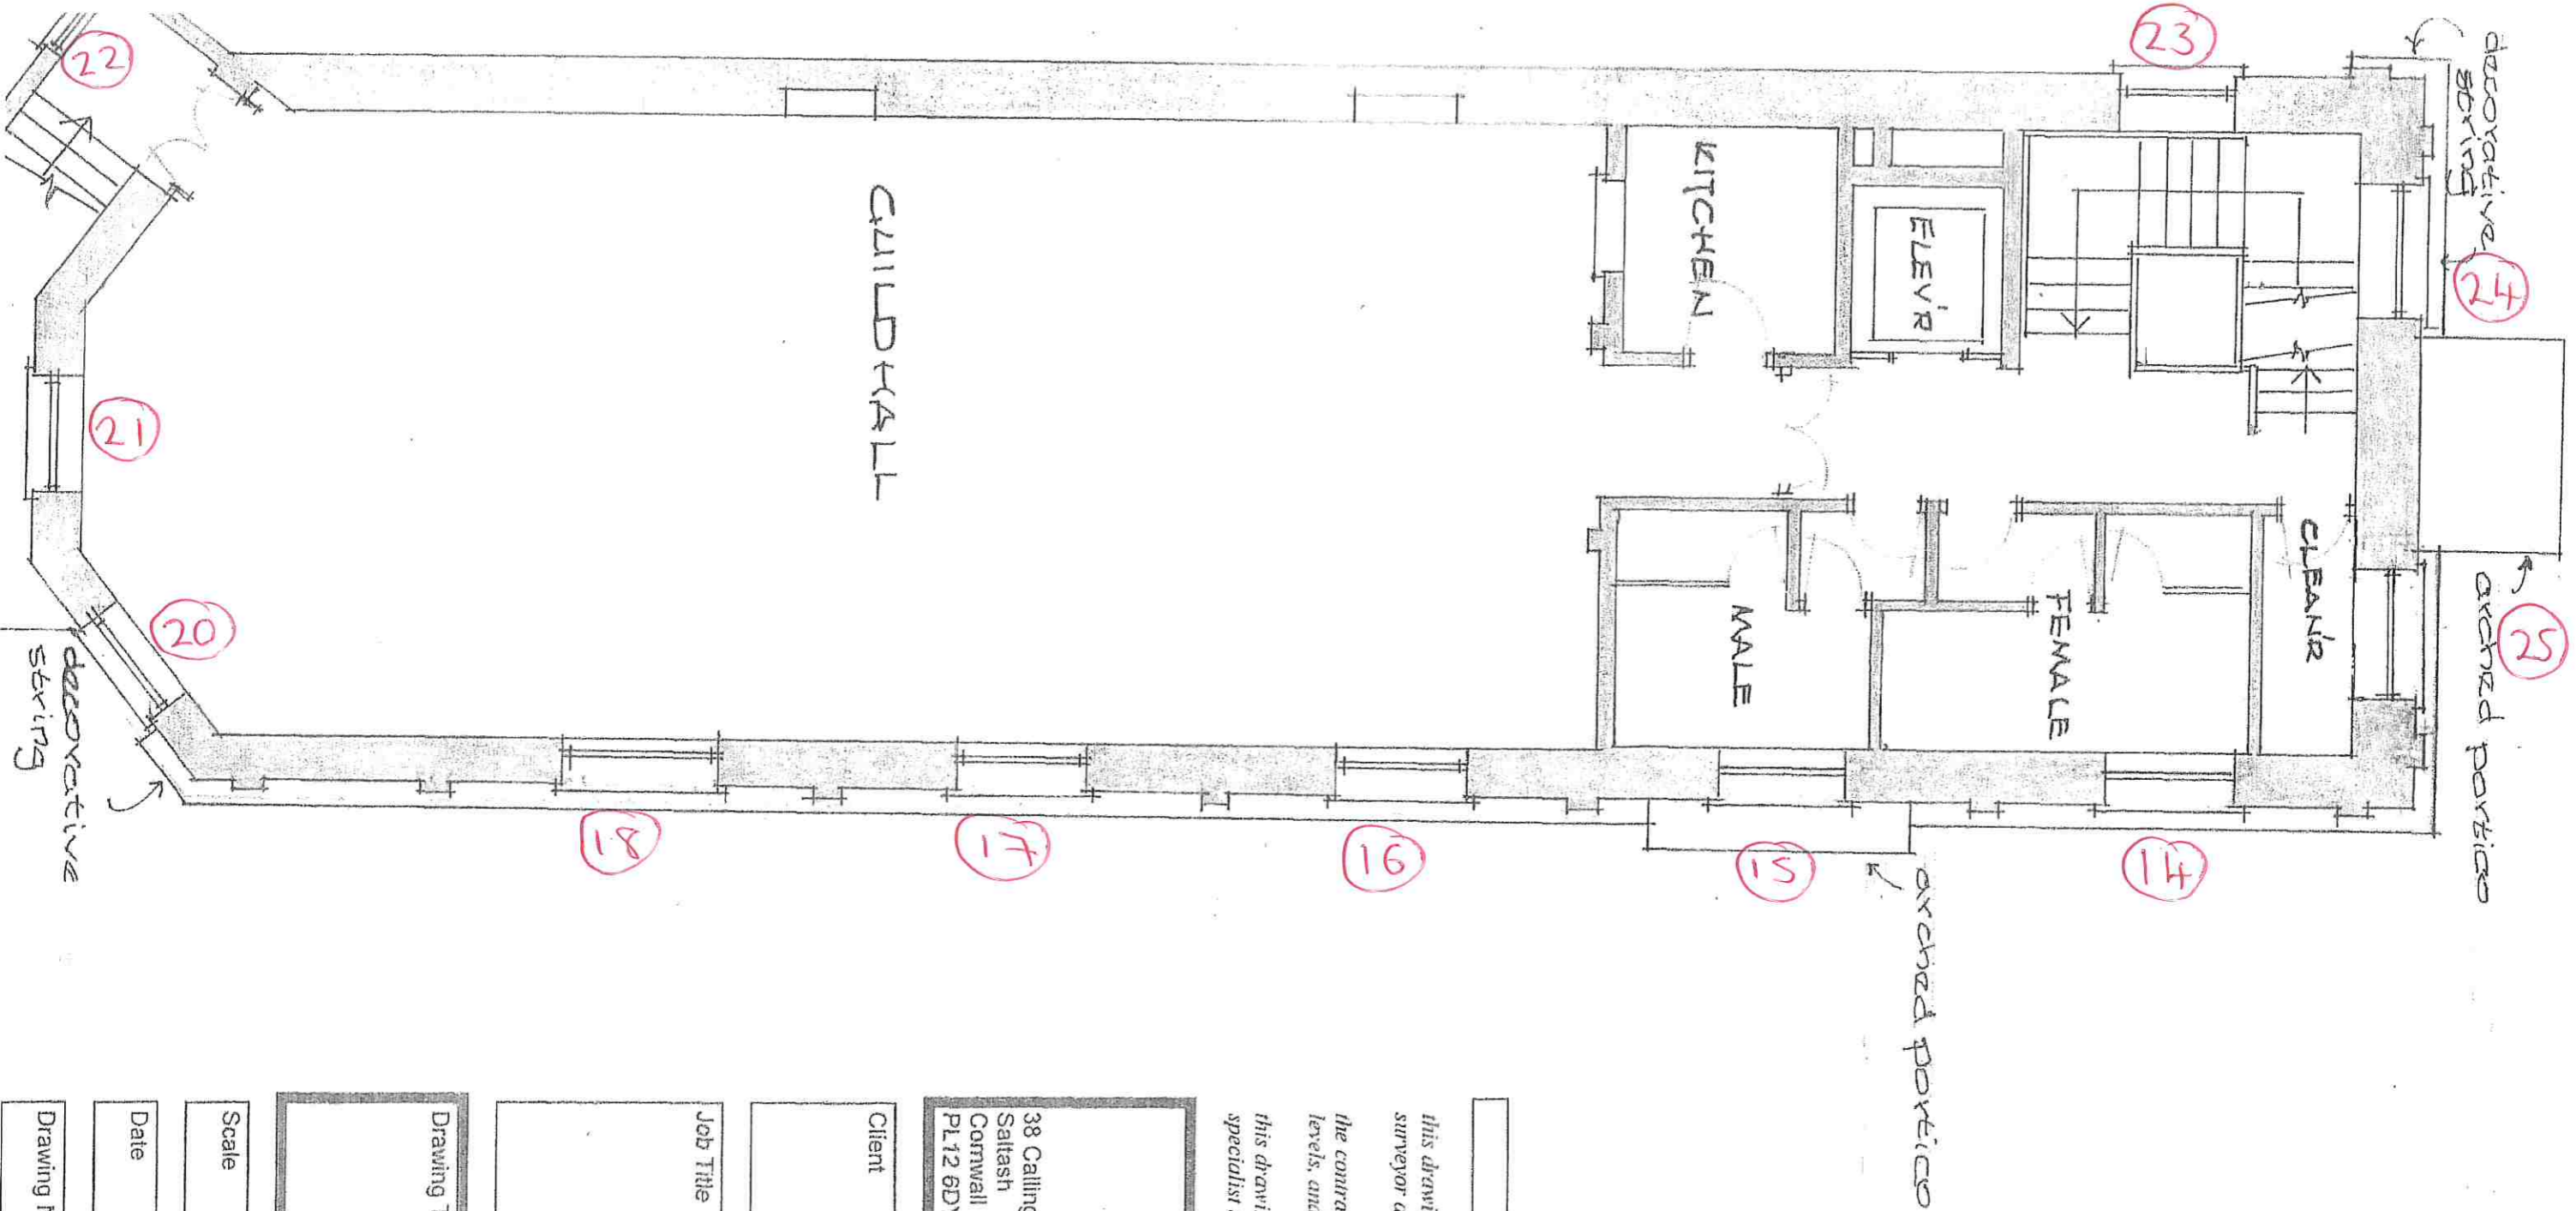 22
23
decorative
string
24
KITCHEN
ELEV'R
GUILDHALL
21
20
CLEAN'R
25
arched portico
MALE
FEMALE
decorative
string
18
17
16
15
14
arched portico
this drawi
surveyor a
the contra
levels, and
this drawi
specialist
38 Calling
Saltash
Cornwall
PL12 6DY
Client
Job Title
Drawing T
Scale
Date
Drawing